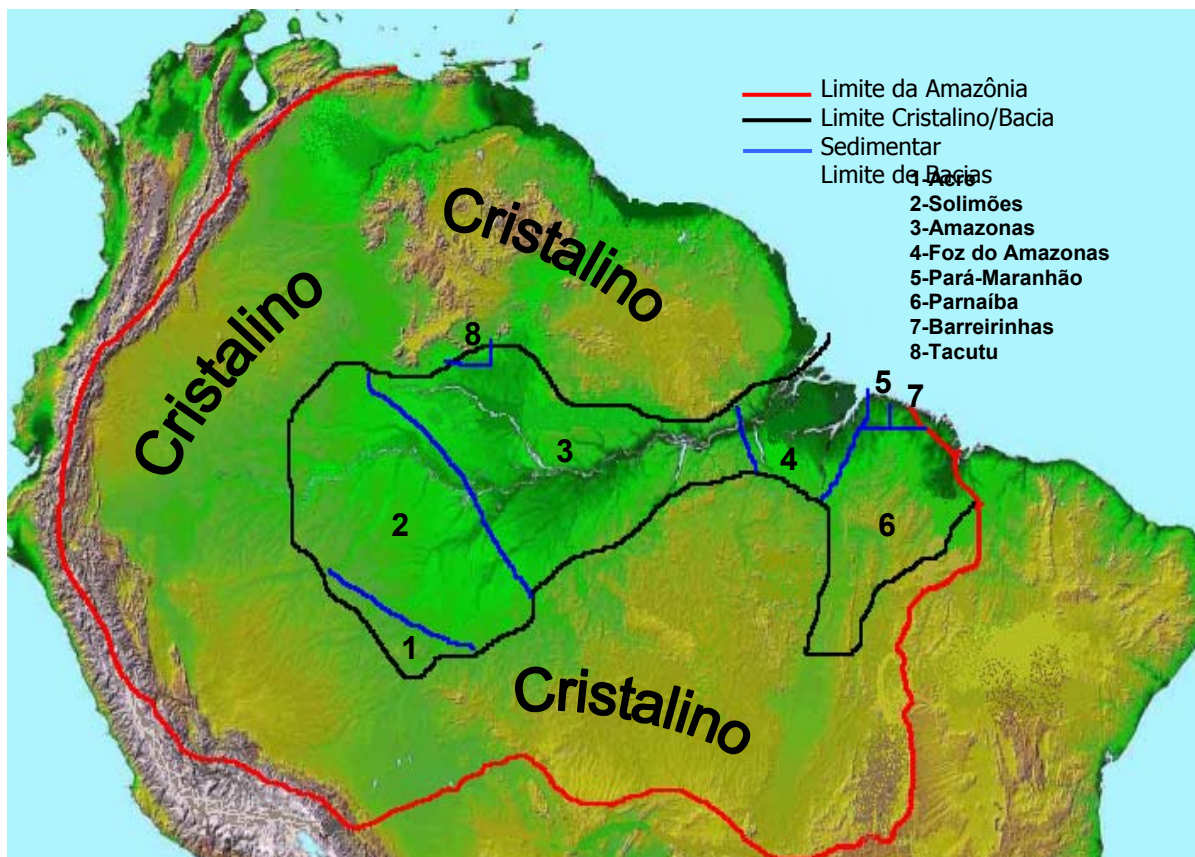 Limite da Amazônia
Limite Cristalino/Bacia
Sedimentar
Limite de Bacias
1-Acre
2-Solimões
3-Amazonas
4-Foz do Amazonas
5-Pará-Maranhão
6-Parnaíba
7-Barreirinhas
8-Tacutu
Cristalino
Cristalino
8
5
7
3
4
2
6
1
Cristalino